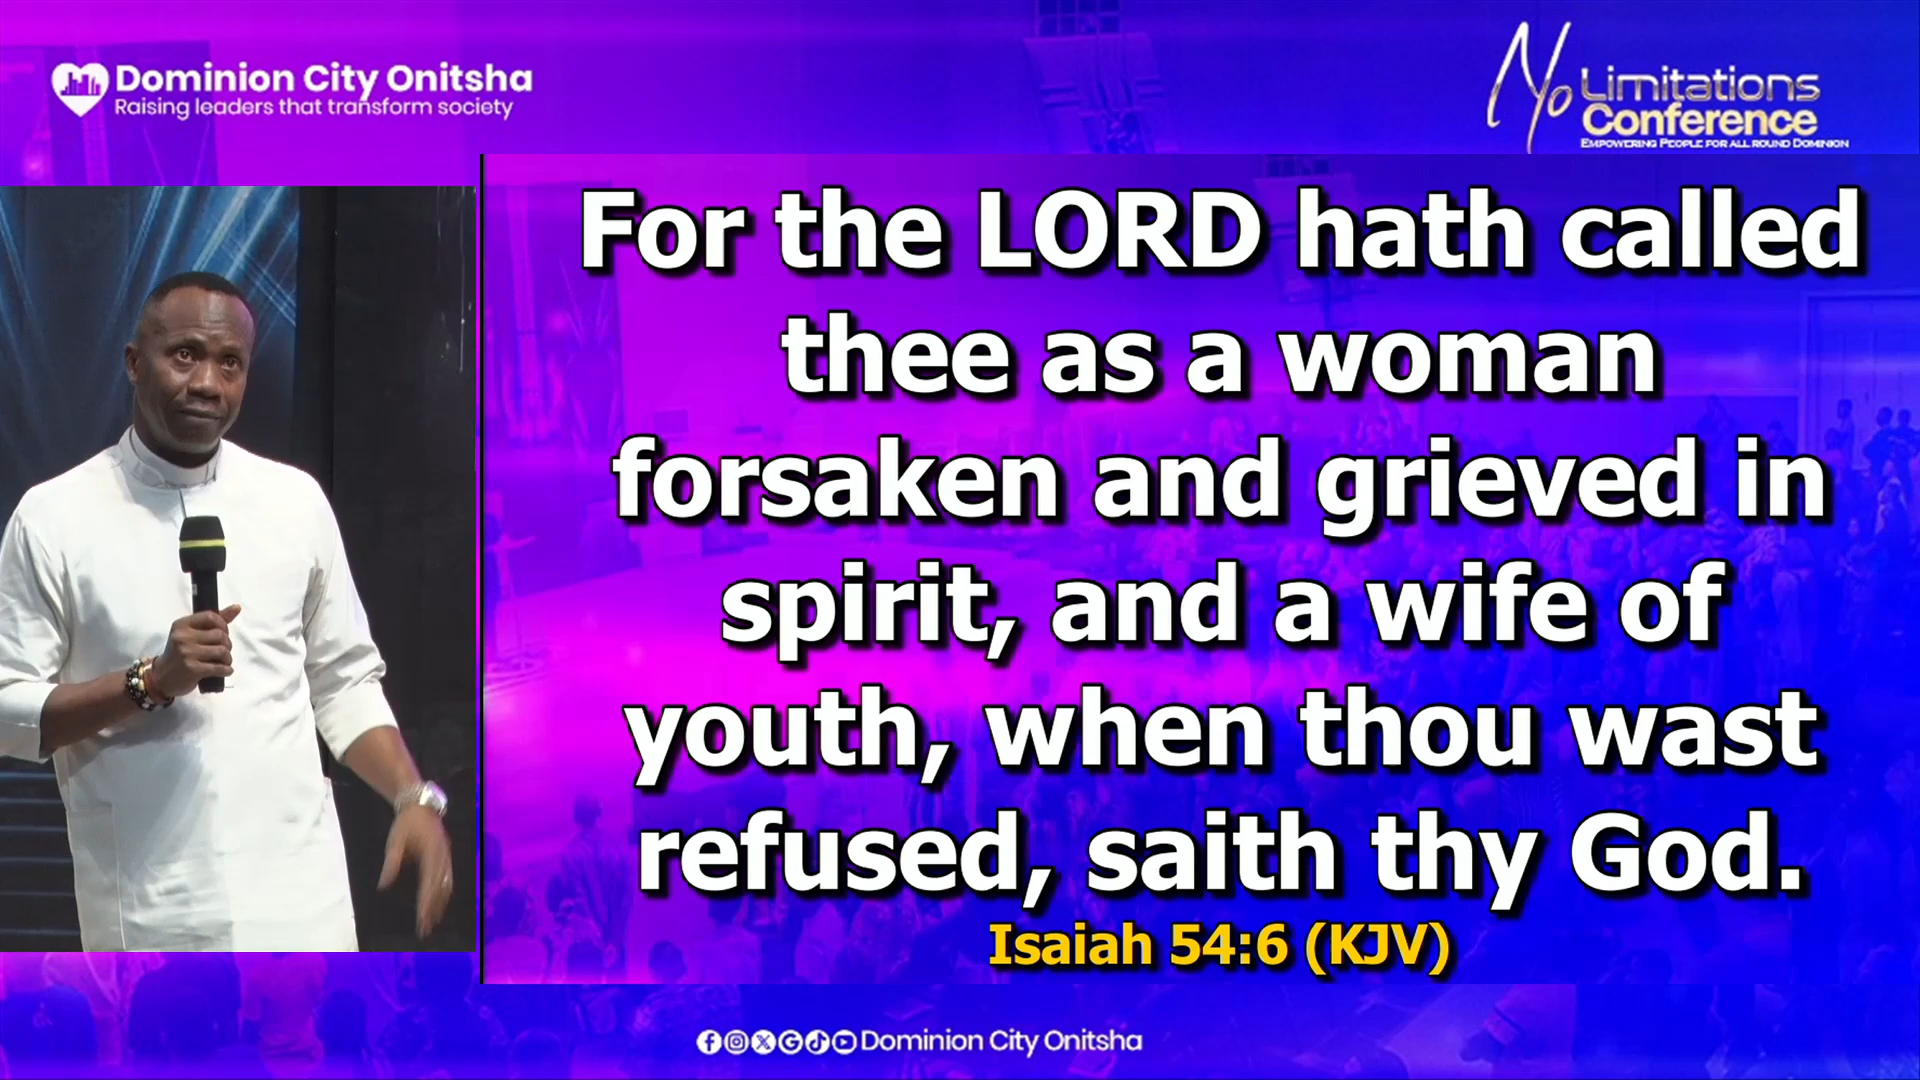 Dominion City Onitsha
Raising leaders that transform society
No Limitations
Conference
EMPOWERING PEOPLE FOR ALL ROUND DOMINION
For the LORD hath called
thee as a woman
forsaken and grieved in
spirit, and a wife of
youth, when thou wast
refused, saith thy God.
Isaiah 54:6 (KJV)
Dominion City Onitsha